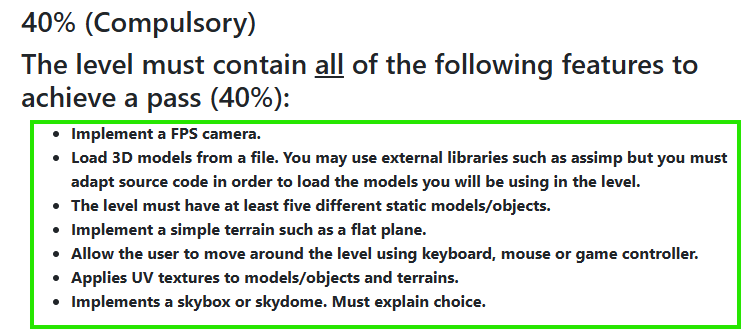 40% (Compulsory)
The level must contain all of the following features to
achieve a pass (40%):
• Implement a FPS camera.
• Load 3D models from a file. You may use external libraries such as assimp but you must
adapt source code in order to load the models you will be using in the level.
• The level must have at least five different static models/objects.
• Implement a simple terrain such as a flat plane.
• Allow the user to move around the level using keyboard, mouse or game controller.
• Applies UV textures to models/objects and terrains.
• Implements a skybox or skydome. Must explain choice.